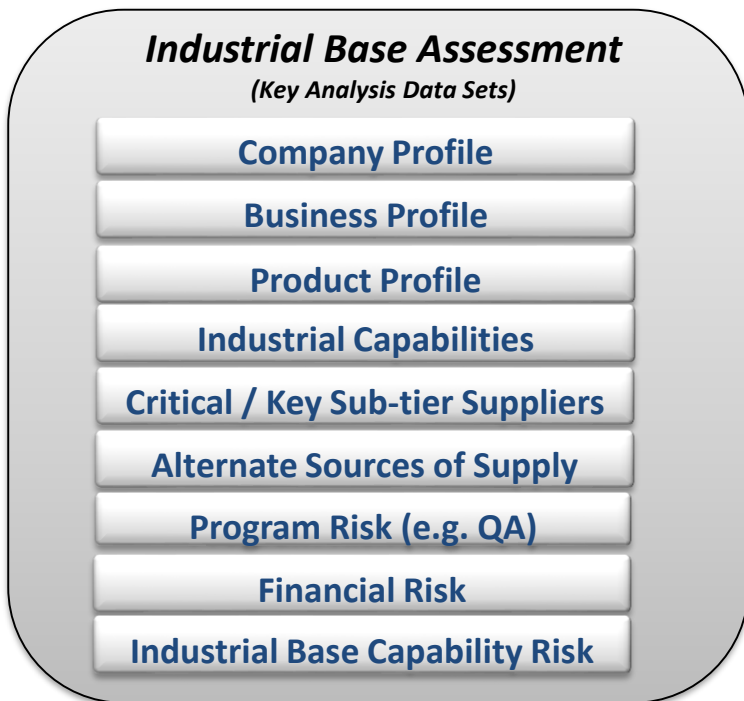 Industrial Base Assessment
(Key Analysis Data Sets)
Company Profile
Business Profile
Product Profile
Industrial Capabilities
Critical / Key Sub-tier Suppliers
Alternate Sources of Supply
Program Risk (e.g. QA)
Financial Risk
Industrial Base Capability Risk